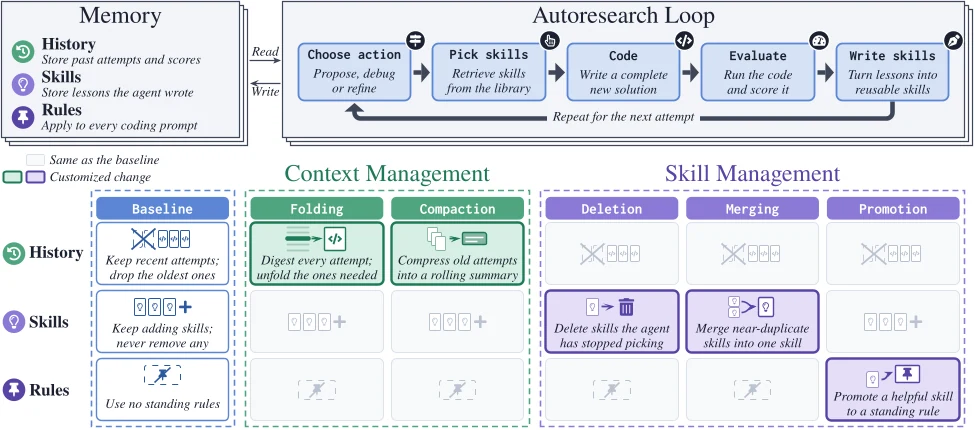 Memory
History
Store past attempts and scores
Skills
Store lessons the agent wrote
Rules
Apply to every coding prompt
Read
Write
Autoresearch Loop
Choose action
Propose, debug
or refine
Pick skills
Retrieve skills
from the library
Code
Write a complete
new solution
Evaluate
Run the code
and score it
Write skills
Turn lessons into
reusable skills
Repeat for the next attempt
Same as the baseline
Customized change
Context Management
Skill Management
Baseline
Folding
Compaction
Deletion
Merging
Promotion
History
Keep recent attempts;
drop the oldest ones
Digest every attempt;
unfold the ones needed
Compress old attempts
into a rolling summary
Skills
Keep adding skills;
never remove any
Delete skills the agent
has stopped picking
Merge near-duplicate
skills into one skill
Rules
Use no standing rules
Promote a helpful skill
to a standing rule